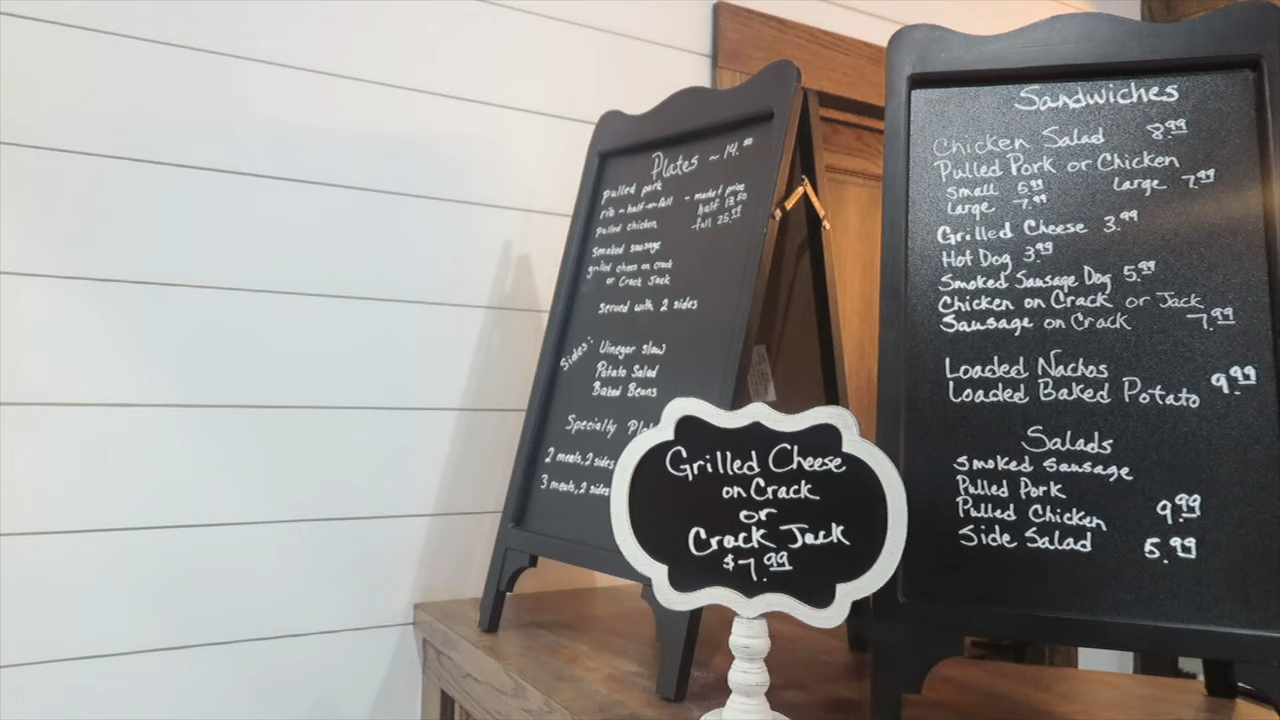 Plates ~ 14.50
pulled pork
rib ~ half-or-full - market price
half 13.50
pulled chicken full 25.99
smoked sausage
grilled chees on crack
or Crack Jack
served with 2 sides
Sides:
Vinegar slaw
Potato Salad
Baked Beans
Specialty
2 meats, 2 sides
3 meats, 2 sides
Grilled Cheese
on Crack
or
Crack Jack
$7.99
Sandwiches
Chicken Salad 8.99
Pulled Pork or Chicken
Small 5.99 Large 7.99
Large 7.99
Grilled Cheese 3.99
Hot Dog 3.99
Smoked Sausage Dog 5.99
Chicken on Crack or Jack
Sausage on Crack 7.99
Loaded Nachos
Loaded Baked Potato 9.99
Salads
Smoked Sausage
Pulled Pork
Pulled Chicken 9.99
Side Salad 5.99